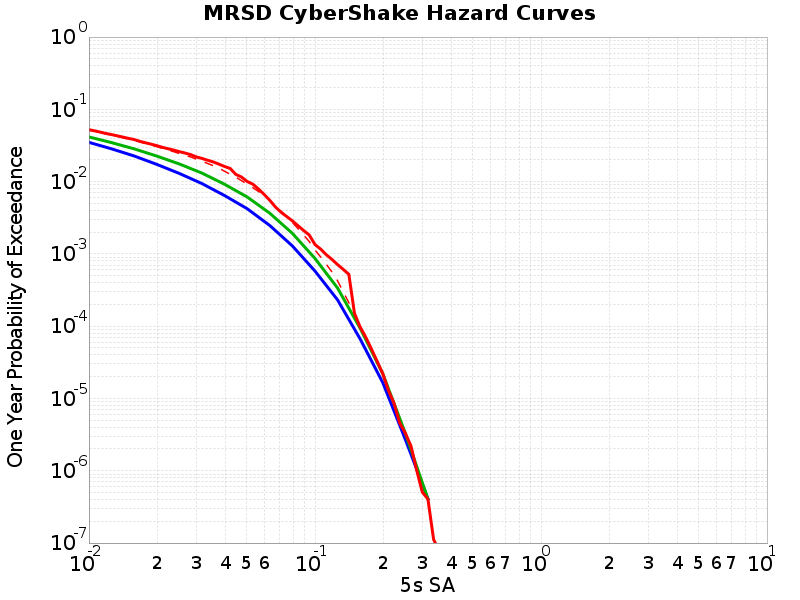 MRSD CyberShake Hazard Curves
One Year Probability of Exceedance
10^0
10^-1
10^-2
10^-3
10^-4
10^-5
10^-6
10^-7
10^-2 2 3 4 5 6 10^-1 2 3 4 5 6 7 10^0 2 3 4 5 6 7 10^1
5s SA